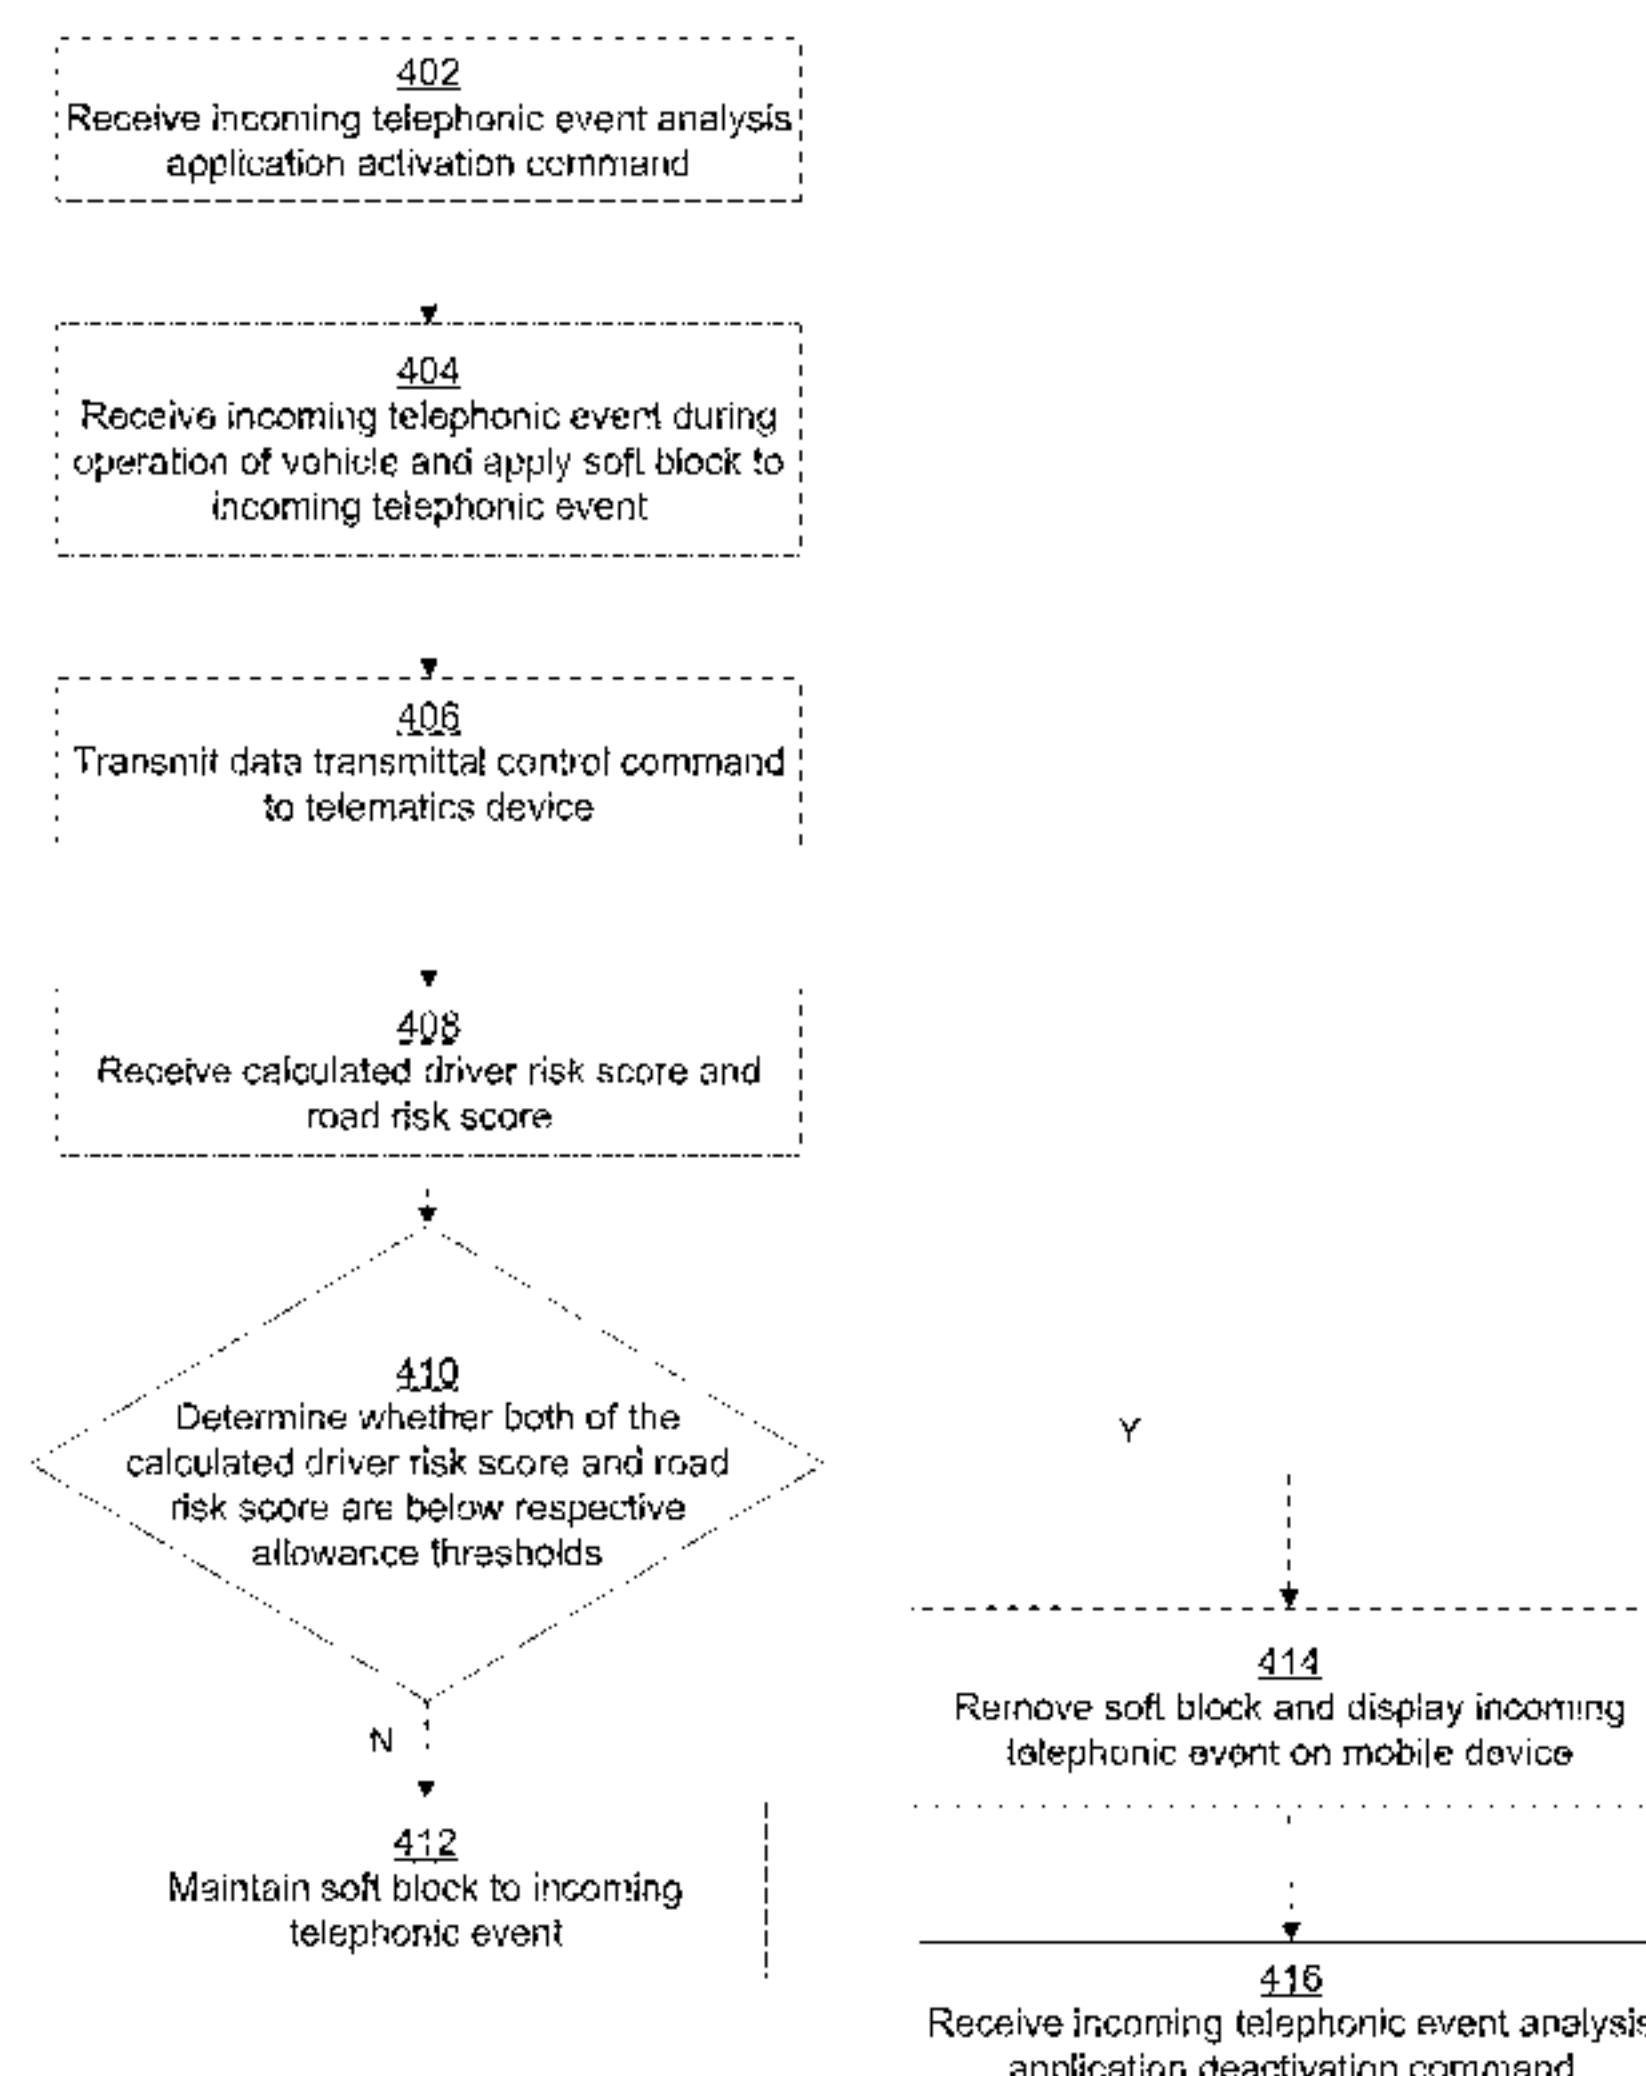 402
Receive incoming telephonic event analysis
application activation command
404
Receive incoming telephonic event during
operation of vehicle and apply soft block to
incoming telephonic event
406
Transmit data transmittal control command
to telematics device
408
Receive calculated driver risk score and
road risk score
410
Determine whether both of the
calculated driver risk score and road
risk score are below respective
allowance thresholds
Y
N
414
Remove soft block and display incoming
telephonic event on mobile device
412
Maintain soft block to incoming
telephonic event
416
Receive incoming telephonic event analysis
application deactivation command